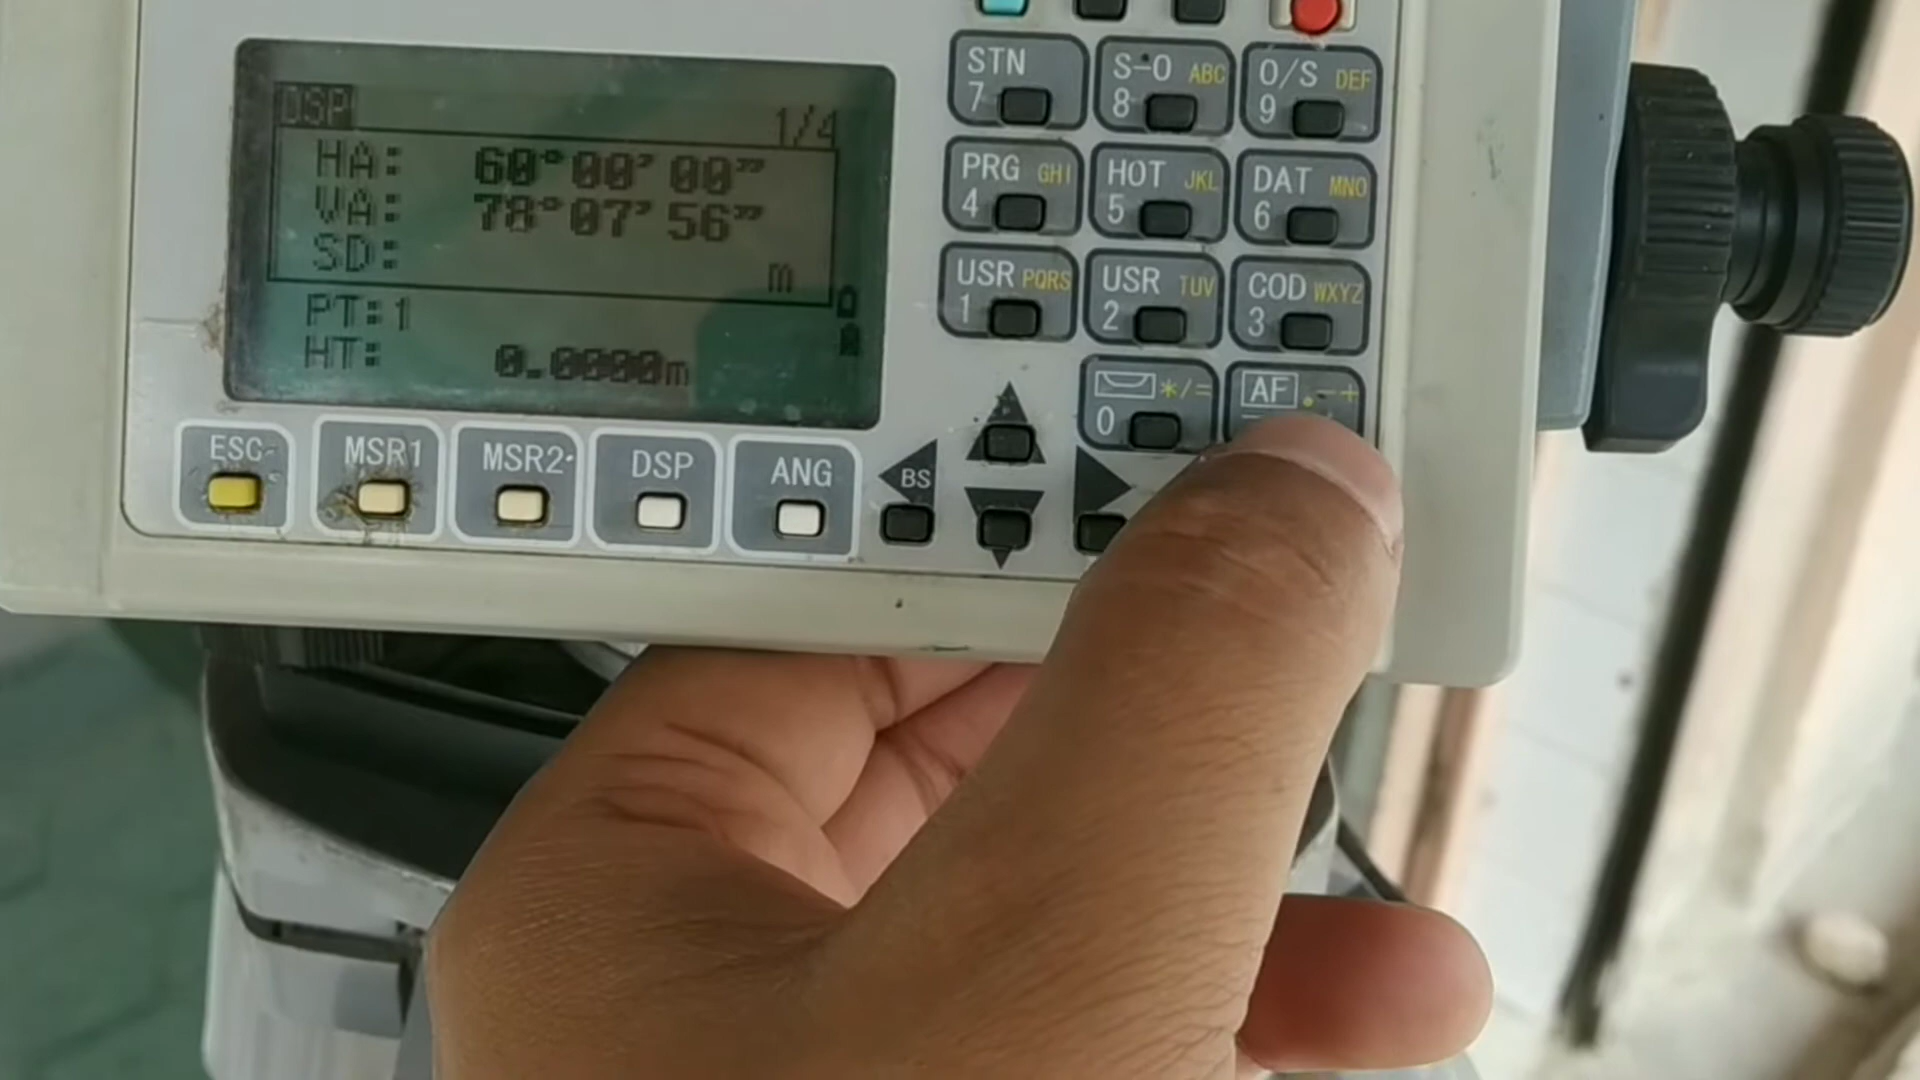 DSP 1/4
HA: 60°00'00"
VA: 78°07'56"
SD: m
PT:1
HT: 0.0000m
ESC MSR1 MSR2 DSP ANG BS
STN S-O ABC O/S DEF
7 8 9
PRG GHI HOT JKL DAT MNO
4 5 6
USR PQRS USR TUV COD WXYZ
1 2 3
*/= AF .-+
0